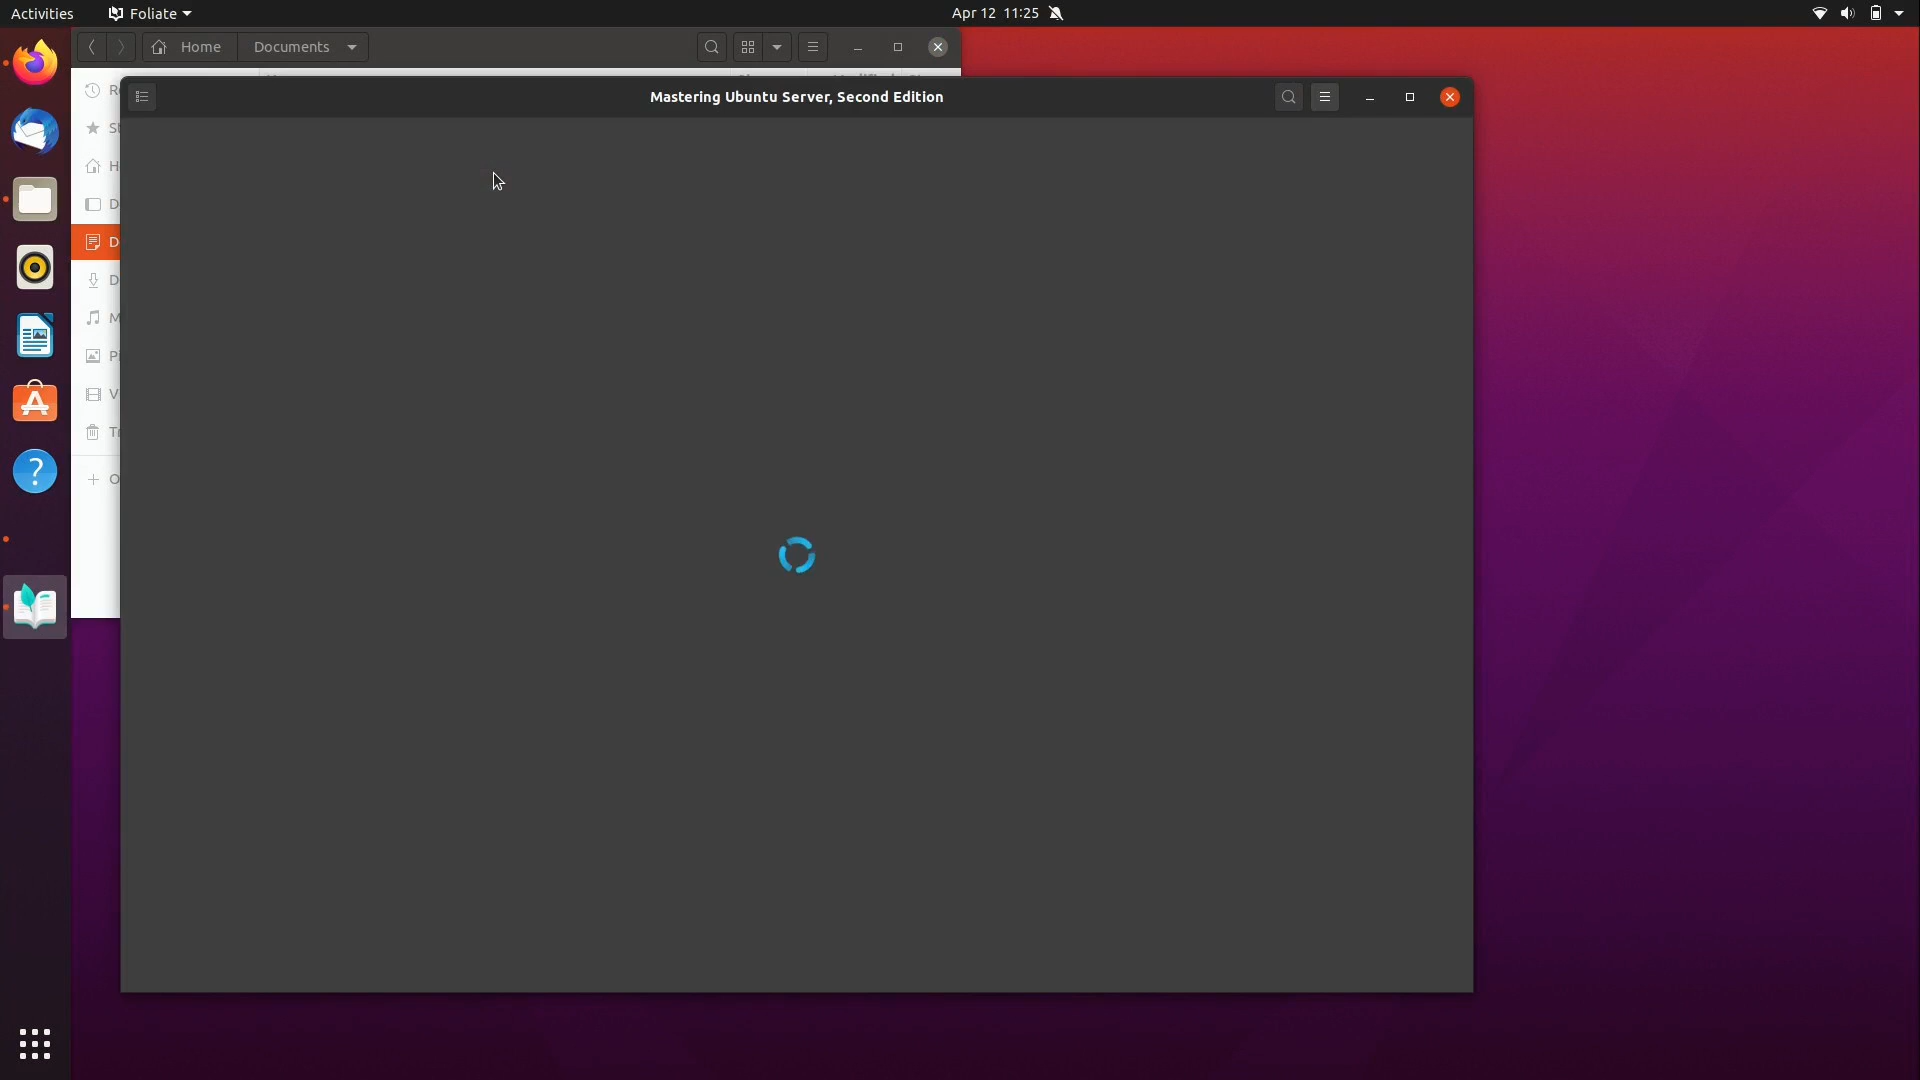 Activities
Foliate
Apr 12 11:25
Home
Documents
Mastering Ubuntu Server, Second Edition
?